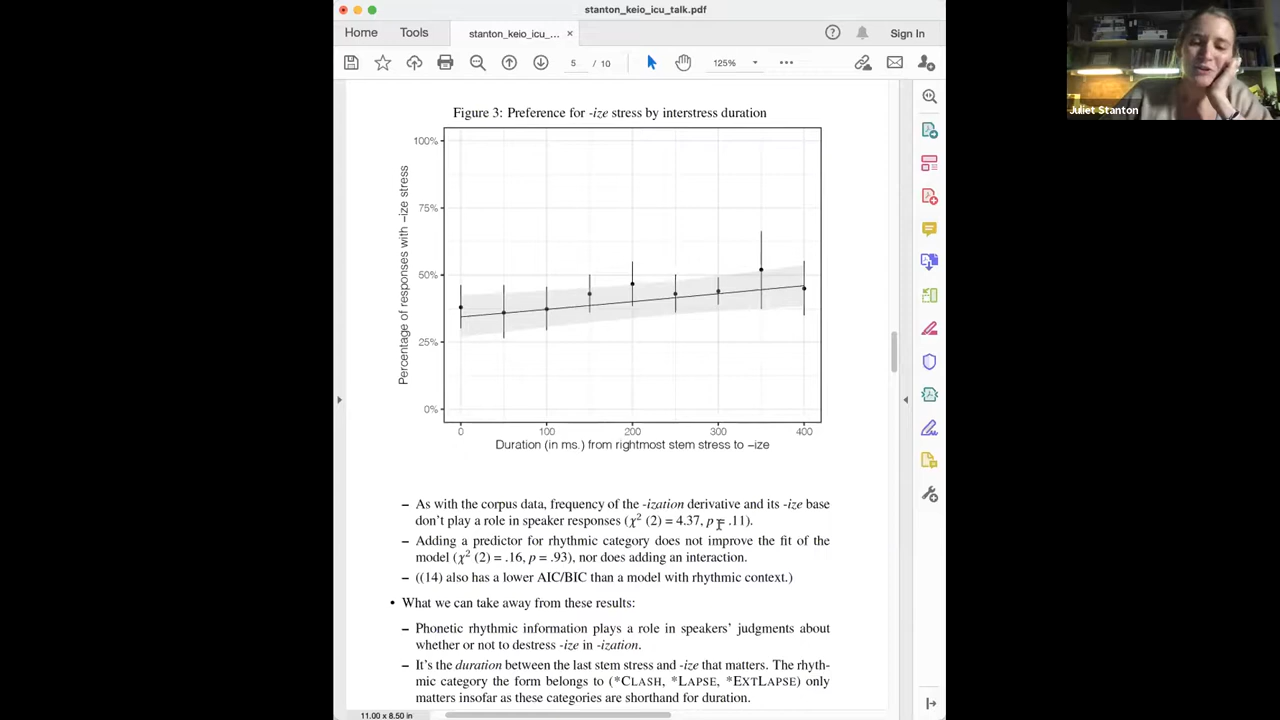 stanton_keio_icu_talk.pdf
Home
Tools
stanton_keio_icu_... ×
Sign In
5 / 10
125%
Juliet Stanton
Figure 3: Preference for -ize stress by interstress duration
Percentage of responses with –ize stress
100%
75%
50%
25%
0%
0
100
200
300
400
Duration (in ms.) from rightmost stem stress to –ize
– As with the corpus data, frequency of the -ization derivative and its -ize base
don't play a role in speaker responses (χ² (2) = 4.37, p = .11).
– Adding a predictor for rhythmic category does not improve the fit of the
model (χ² (2) = .16, p = .93), nor does adding an interaction.
– ((14) also has a lower AIC/BIC than a model with rhythmic context.)
• What we can take away from these results:
– Phonetic rhythmic information plays a role in speakers' judgments about
whether or not to destress -ize in -ization.
– It's the duration between the last stem stress and -ize that matters. The rhyth-
mic category the form belongs to (*CLASH, *LAPSE, *EXTLAPSE) only
matters insofar as these categories are shorthand for duration.
11.00 x 8.50 in